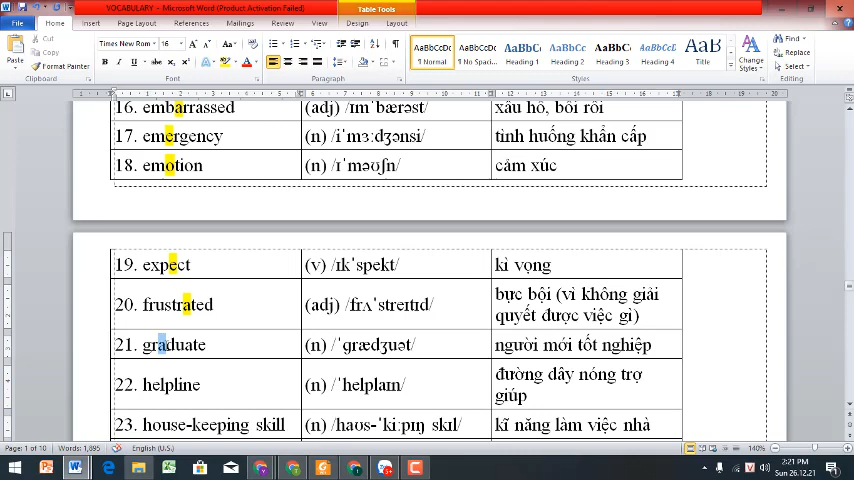 VOCABULARY - Microsoft Word (Product Activation Failed)
Table Tools
File Home Insert Page Layout References Mailings Review View Design Layout
Paste
Cut
Copy
Format Painter
Clipboard
Times New Rom 16
Font
Paragraph
AaBbCcDc AaBbCcDc AaBbC AaBbCc AaBbC AaBbCcD AaB
¶ Normal ¶ No Spaci... Heading 1 Heading 2 Heading 3 Heading 4 Title
Styles
Change Styles
Find
Replace
Select
Editing
16. embarrassed (adj) /ɪmˈbærəst/ xấu hổ, bối rối
17. emergency (n) /iˈmɜːdʒənsi/ tình huống khẩn cấp
18. emotion (n) /ɪˈməʊʃn/ cảm xúc
19. expect (v) /ɪkˈspekt/ kì vọng
20. frustrated (adj) /frʌˈstreɪtɪd/ bực bội (vì không giải
quyết được việc gì)
21. graduate (n) /ˈɡrædʒuət/ người mới tốt nghiệp
22. helpline (n) /ˈhelplaɪn/ đường dây nóng trợ
giúp
23. house-keeping skill (n) /haʊs-ˈkiːpɪŋ skɪl/ kĩ năng làm việc nhà
Page: 1 of 10 Words: 1,895 English (U.S.) 140%
2:21 PM
Sun 26.12.21